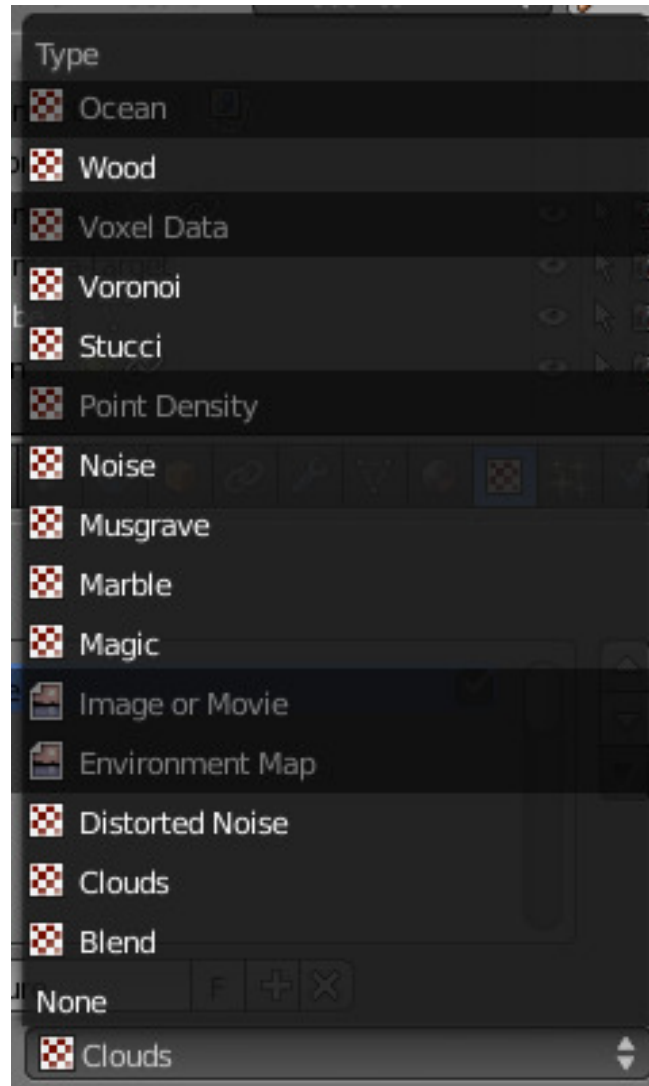 Type
Ocean
Wood
Voxel Data
Voronoi
Stucci
Point Density
Noise
Musgrave
Marble
Magic
Image or Movie
Environment Map
Distorted Noise
Clouds
Blend
None
F
Clouds